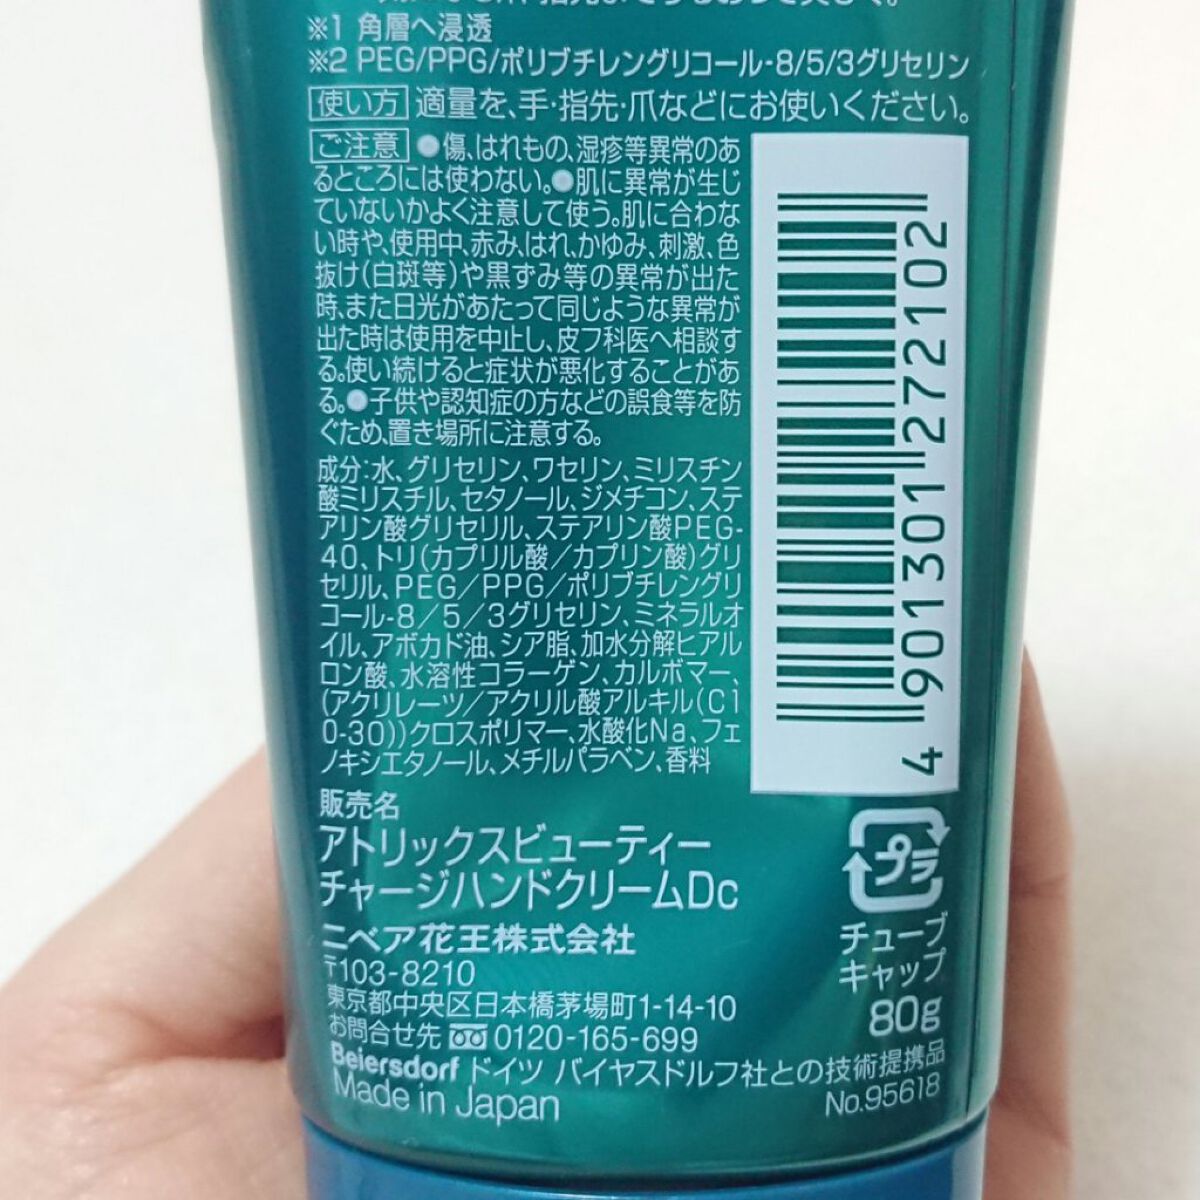 ※1 角層へ浸透
※2 PEG/PPG/ポリブチレングリコール-8/5/3グリセリン
使い方 適量を、手・指先・爪などにお使いください。
ご注意 ●傷、はれもの、湿疹等異常のあ
るところには使わない。●肌に異常が生じ
ていないかよく注意して使う。肌に合わな
い時や、使用中、赤み、はれ、かゆみ、刺激、色
抜け(白斑等)や黒ずみ等の異常が出た
時、また日光があたって同じような異常が
出た時は使用を中止し、皮フ科医へ相談す
る。使い続けると症状が悪化することがあ
る。●子供や認知症の方などの誤食等を防
ぐため、置き場所に注意する。
成分:水、グリセリン、ワセリン、ミリスチン
酸ミリスチル、セタノール、ジメチコン、ステ
アリン酸グリセリル、ステアリン酸PEG-
40、トリ(カプリル酸/カプリン酸)グリ
セリル、PEG/PPG/ポリブチレングリ
コール-8/5/3グリセリン、ミネラルオ
イル、アボカド油、シア脂、加水分解ヒアル
ロン酸、水溶性コラーゲン、カルボマー、
(アクリレーツ/アクリル酸アルキル(C1
0-30))クロスポリマー、水酸化Na、フェ
ノキシエタノール、メチルパラベン、香料
販売名
アトリックスビューティー
チャージハンドクリームDc
ニベア花王株式会社
〒103-8210
東京都中央区日本橋茅場町1-14-10
お問合せ先 0120-165-699
Beiersdorf ドイツ バイヤスドルフ社との技術提携品
Made in Japan
No.95618
4 901301 272102
プラ
チューブ
キャップ
80g